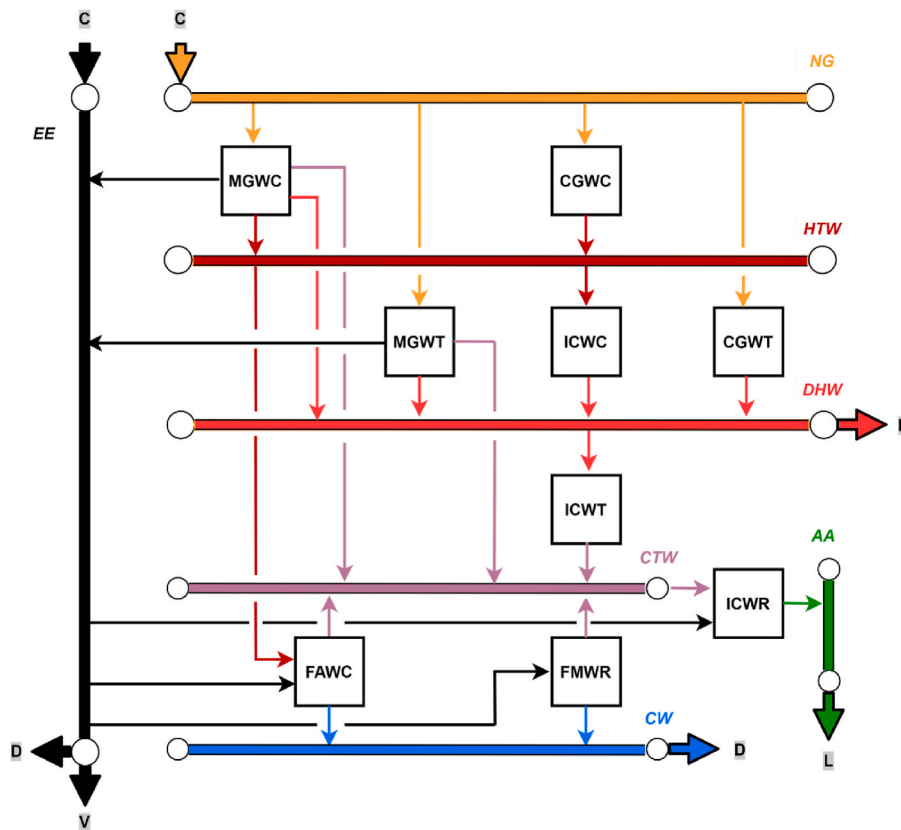 C C
NG
EE
MGWC CGWC
HTW
MGWT ICWC CGWT
DHW
ICWT
AA
CTW
ICWR
FAWC FMWR
CW
D D
L
V